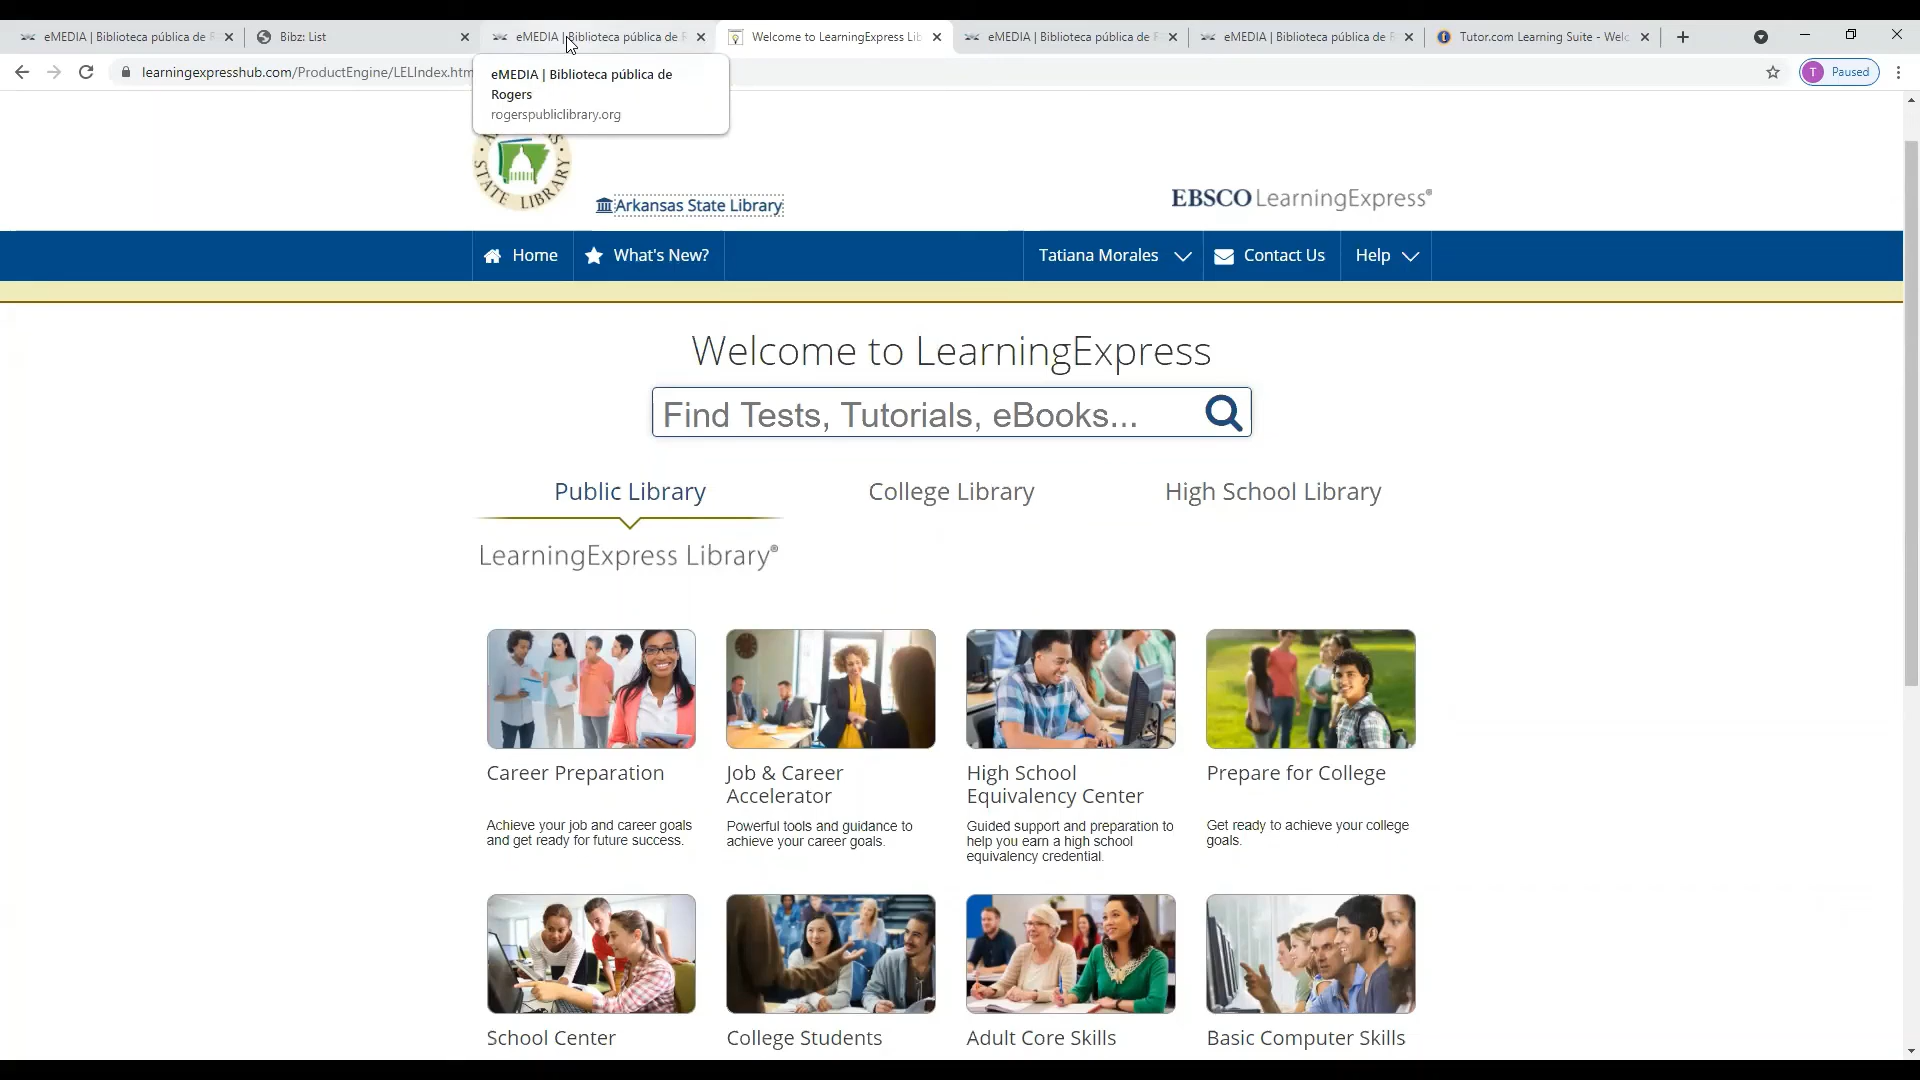 eMEDIA | Biblioteca pública de
Bibz: List
eMEDIA | Biblioteca pública de
Welcome to LearningExpress Lib
eMEDIA | Biblioteca pública de
eMEDIA | Biblioteca pública de
Tutor.com Learning Suite - Welc
learningexpresshub.com/ProductEngine/LELIndex.htm
T Paused
eMEDIA | Biblioteca pública de
Rogers
rogerspubliclibrary.org
STATE LIBRARY
Arkansas State Library
EBSCO LearningExpress®
Home
What's New?
Tatiana Morales
Contact Us
Help
Welcome to LearningExpress
Find Tests, Tutorials, eBooks...
Public Library
College Library
High School Library
LearningExpress Library®
Career Preparation
Achieve your job and career goals
and get ready for future success.
Job & Career
Accelerator
Powerful tools and guidance to
achieve your career goals.
High School
Equivalency Center
Guided support and preparation to
help you earn a high school
equivalency credential.
Prepare for College
Get ready to achieve your college
goals.
School Center
College Students
Adult Core Skills
Basic Computer Skills